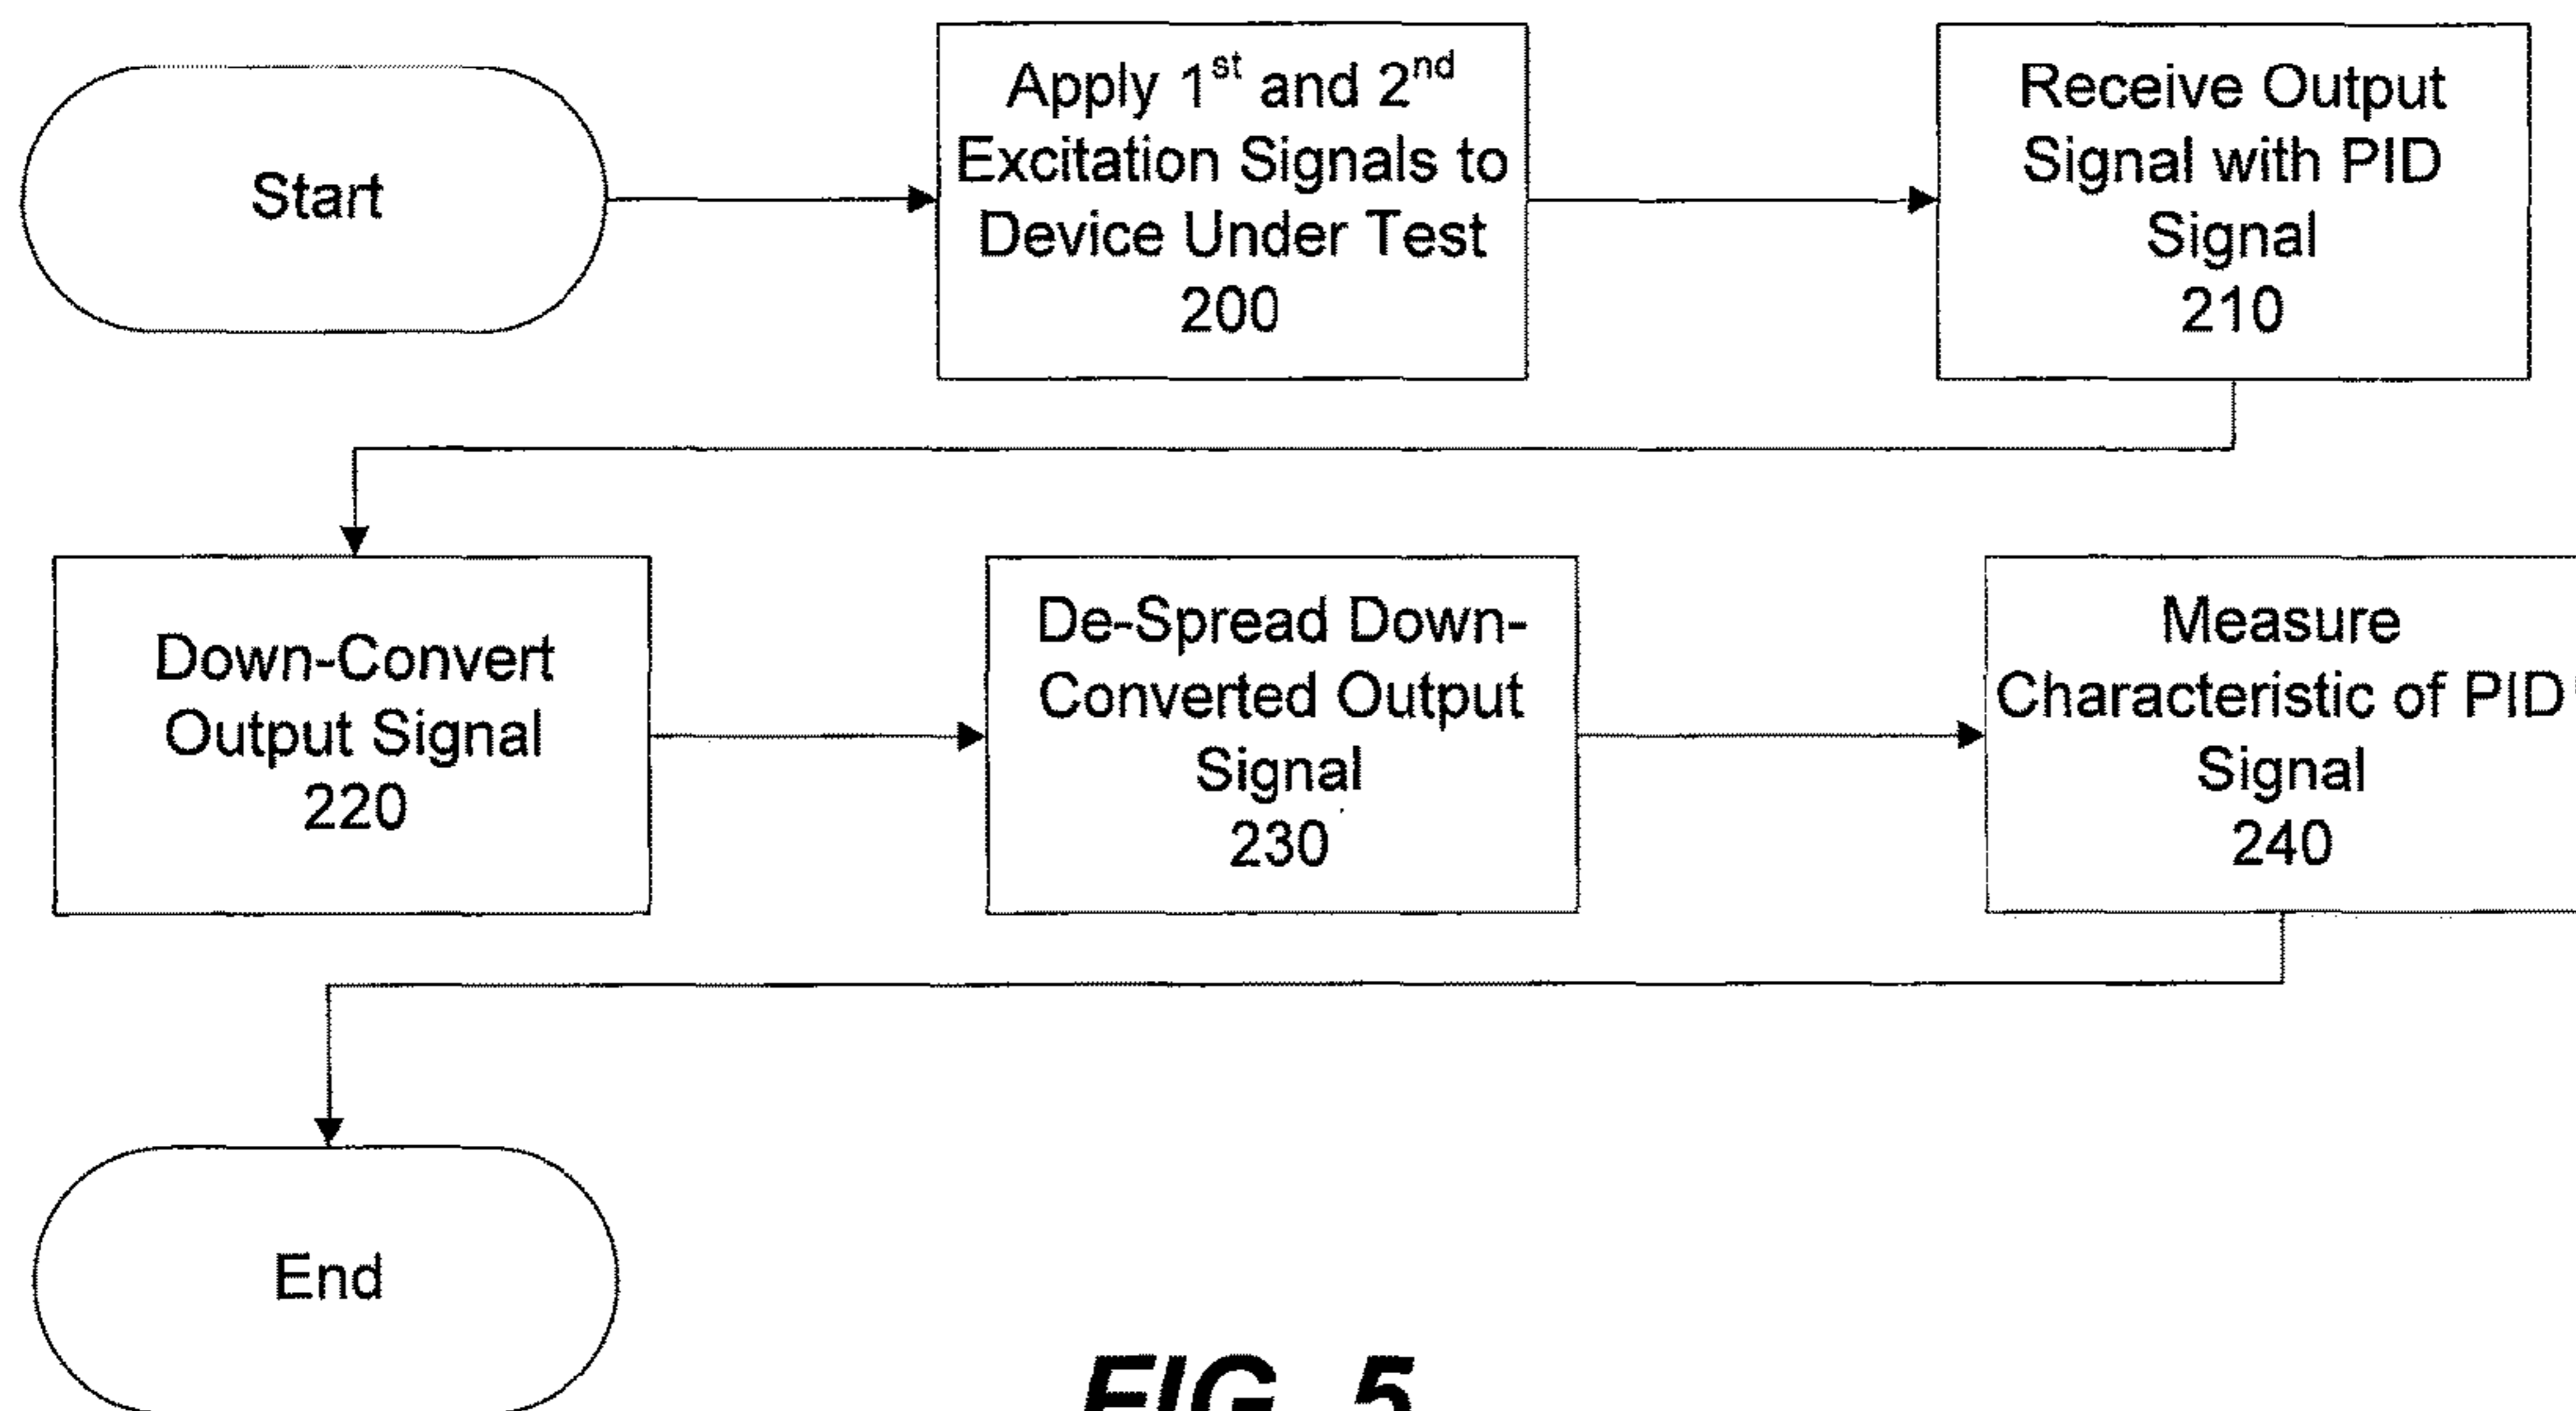 Start
Apply 1st and 2nd
Excitation Signals to
Device Under Test
200
Receive Output
Signal with PID
Signal
210
Down-Convert
Output Signal
220
De-Spread Down-
Converted Output
Signal
230
Measure
Characteristic of PID
Signal
240
End
FIG. 5